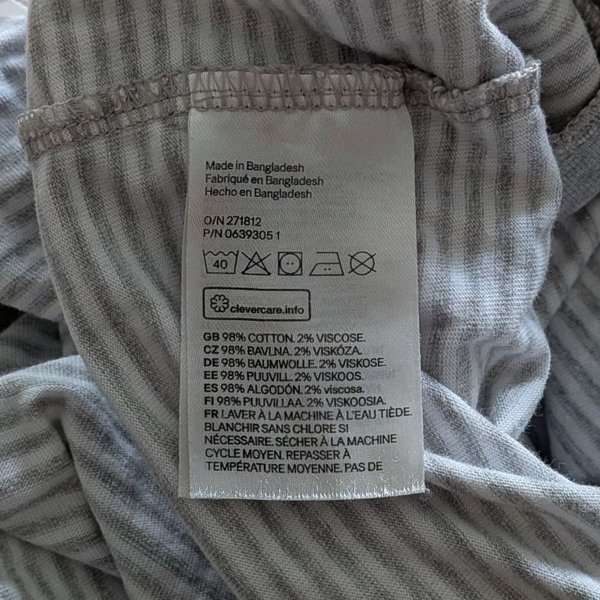 Made in Bangladesh
Fabriqué en Bangladesh
Hecho en Bangladesh
O/N 271812
P/N 0639305 1
40
clevercare.info
GB 98% COTTON. 2% VISCOSE.
CZ 98% BAVLNA. 2% VISKÓZA.
DE 98% BAUMWOLLE. 2% VISKOSE.
EE 98% PUUVILL. 2% VISKOOS.
ES 98% ALGODÓN. 2% viscosa.
FI 98% PUUVILLAA. 2% VISKOOSIA.
FR LAVER À LA MACHINE À L'EAU TIÈDE.
BLANCHIR SANS CHLORE SI
NÉCESSAIRE. SÉCHER À LA MACHINE
CYCLE MOYEN. REPASSER À
TEMPÉRATURE MOYENNE. PAS DE